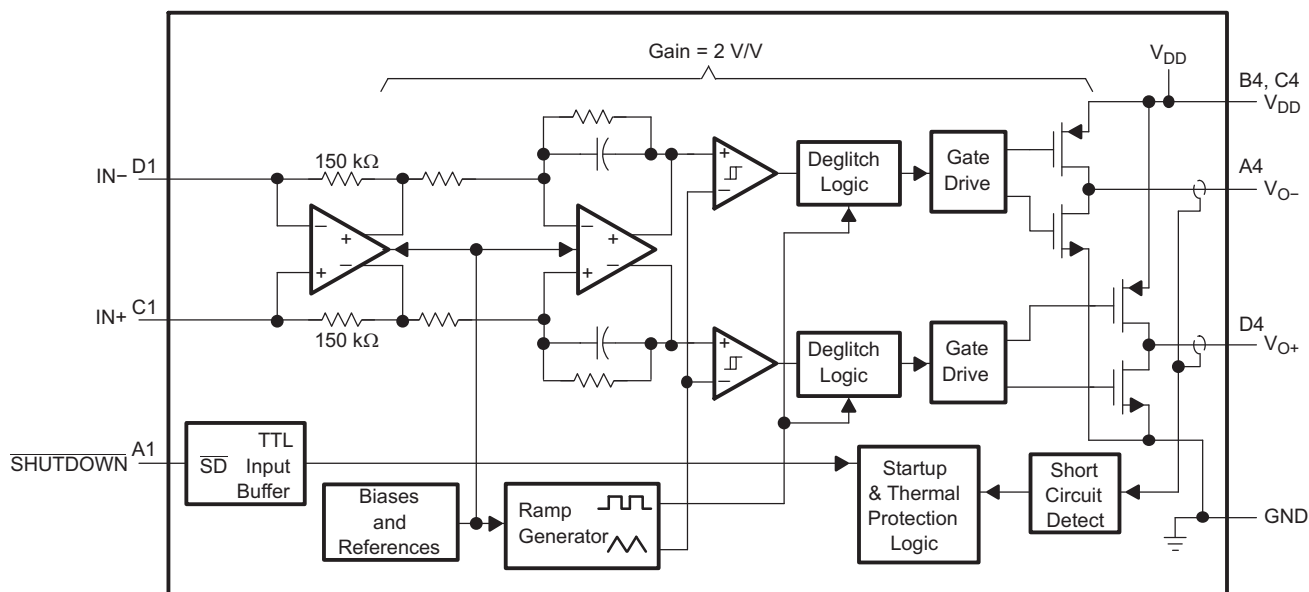 Gain = 2 V/V
V_DD
B4, C4
V_DD
IN− D1
150 kΩ
+
−
Deglitch
Logic
Gate
Drive
A4
V_O−
−
+
−
+
−
+
+
−
IN+ C1
150 kΩ
+
−
Deglitch
Logic
Gate
Drive
D4
V_O+
SHUTDOWN A1
TTL
SD Input
Buffer
Biases
and
References
Ramp
Generator
Startup
& Thermal
Protection
Logic
Short
Circuit
Detect
GND